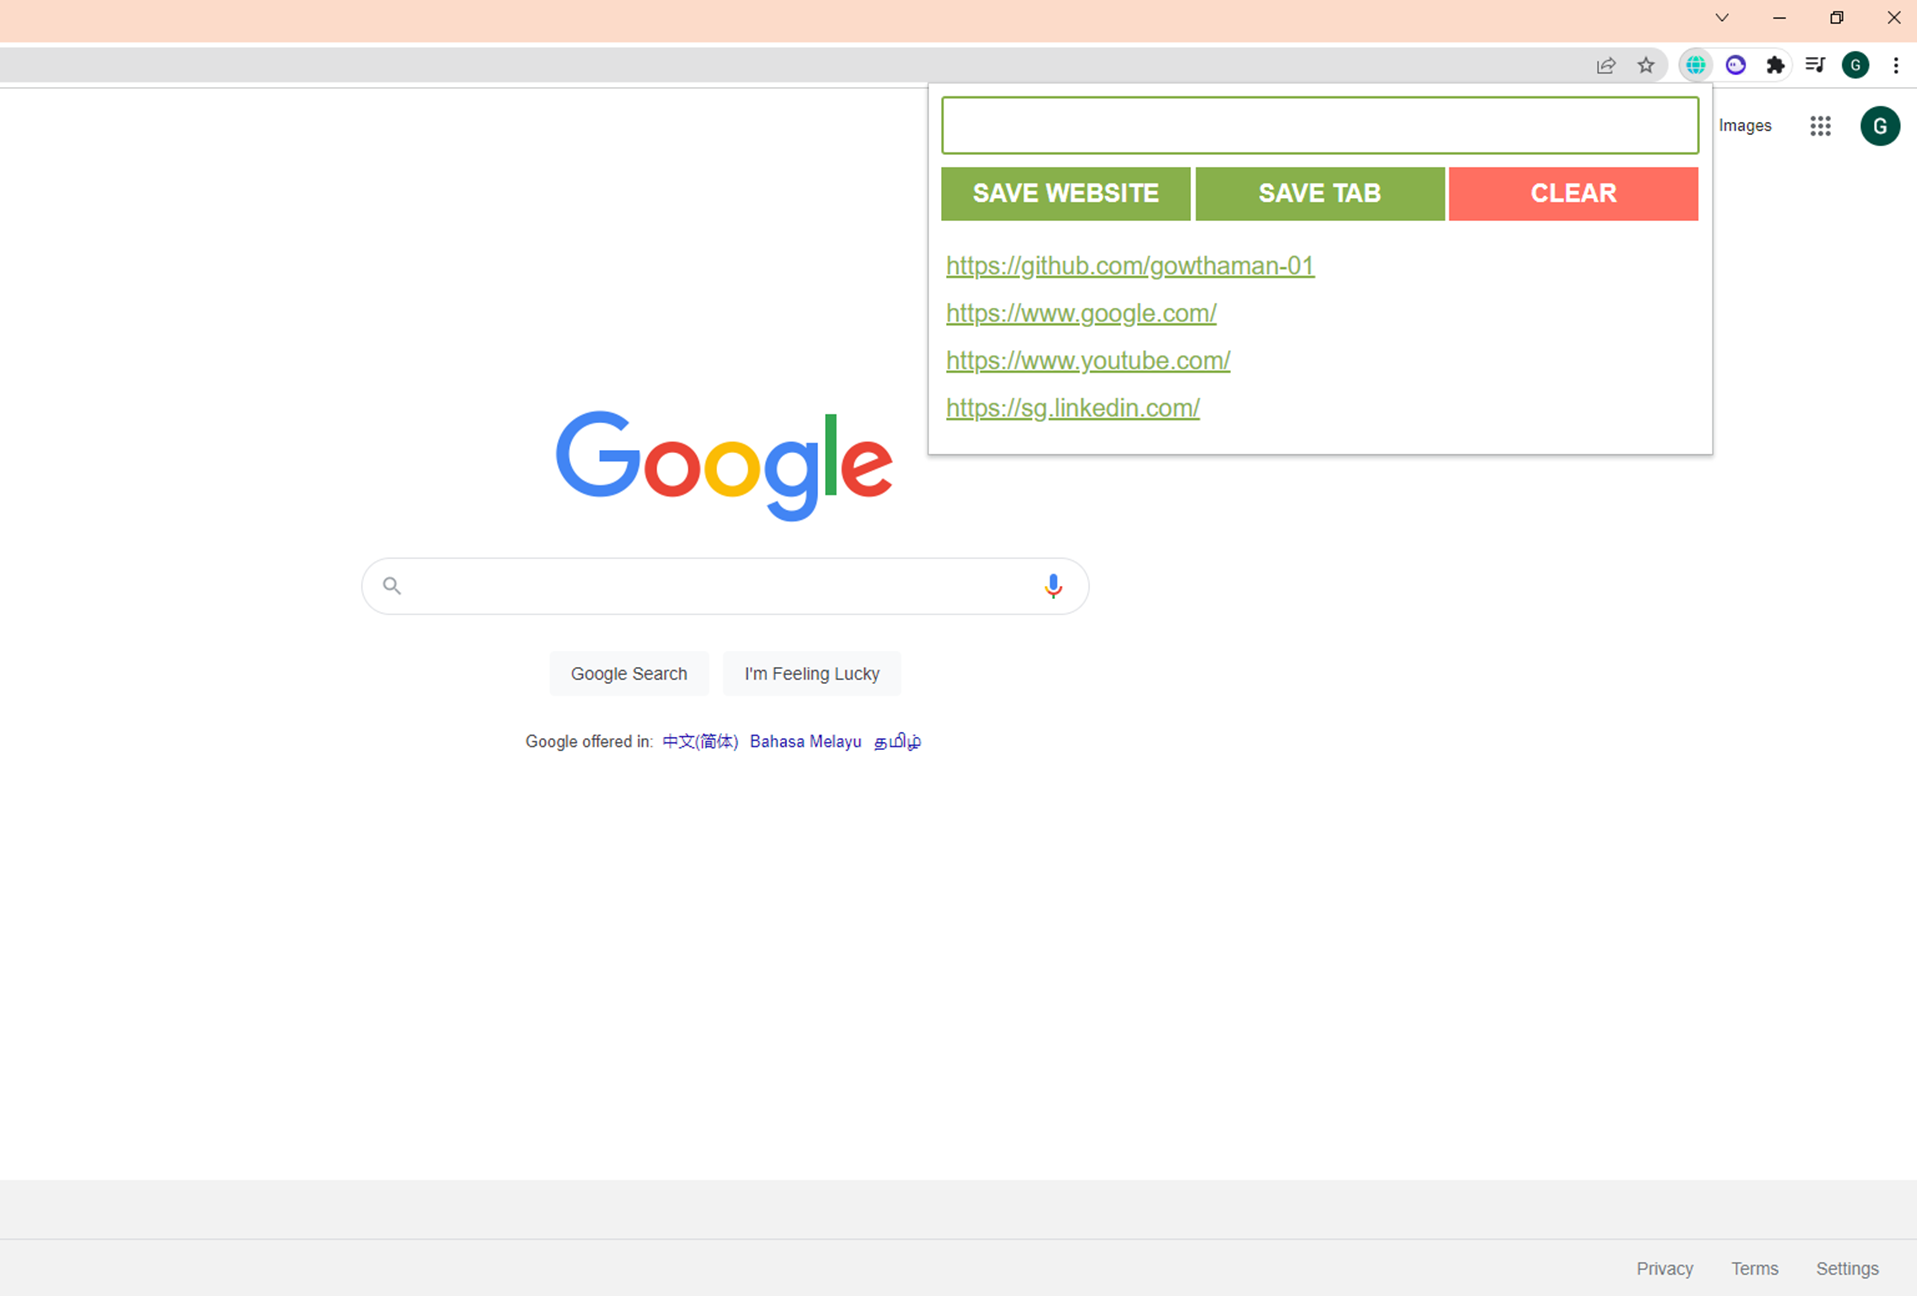 G
Images
G
SAVE WEBSITE SAVE TAB CLEAR
https://github.com/gowthaman-01
https://www.google.com/
https://www.youtube.com/
https://sg.linkedin.com/
Google
Google Search I'm Feeling Lucky
Google offered in: 中文(简体) Bahasa Melayu தமிழ்
Privacy Terms Settings